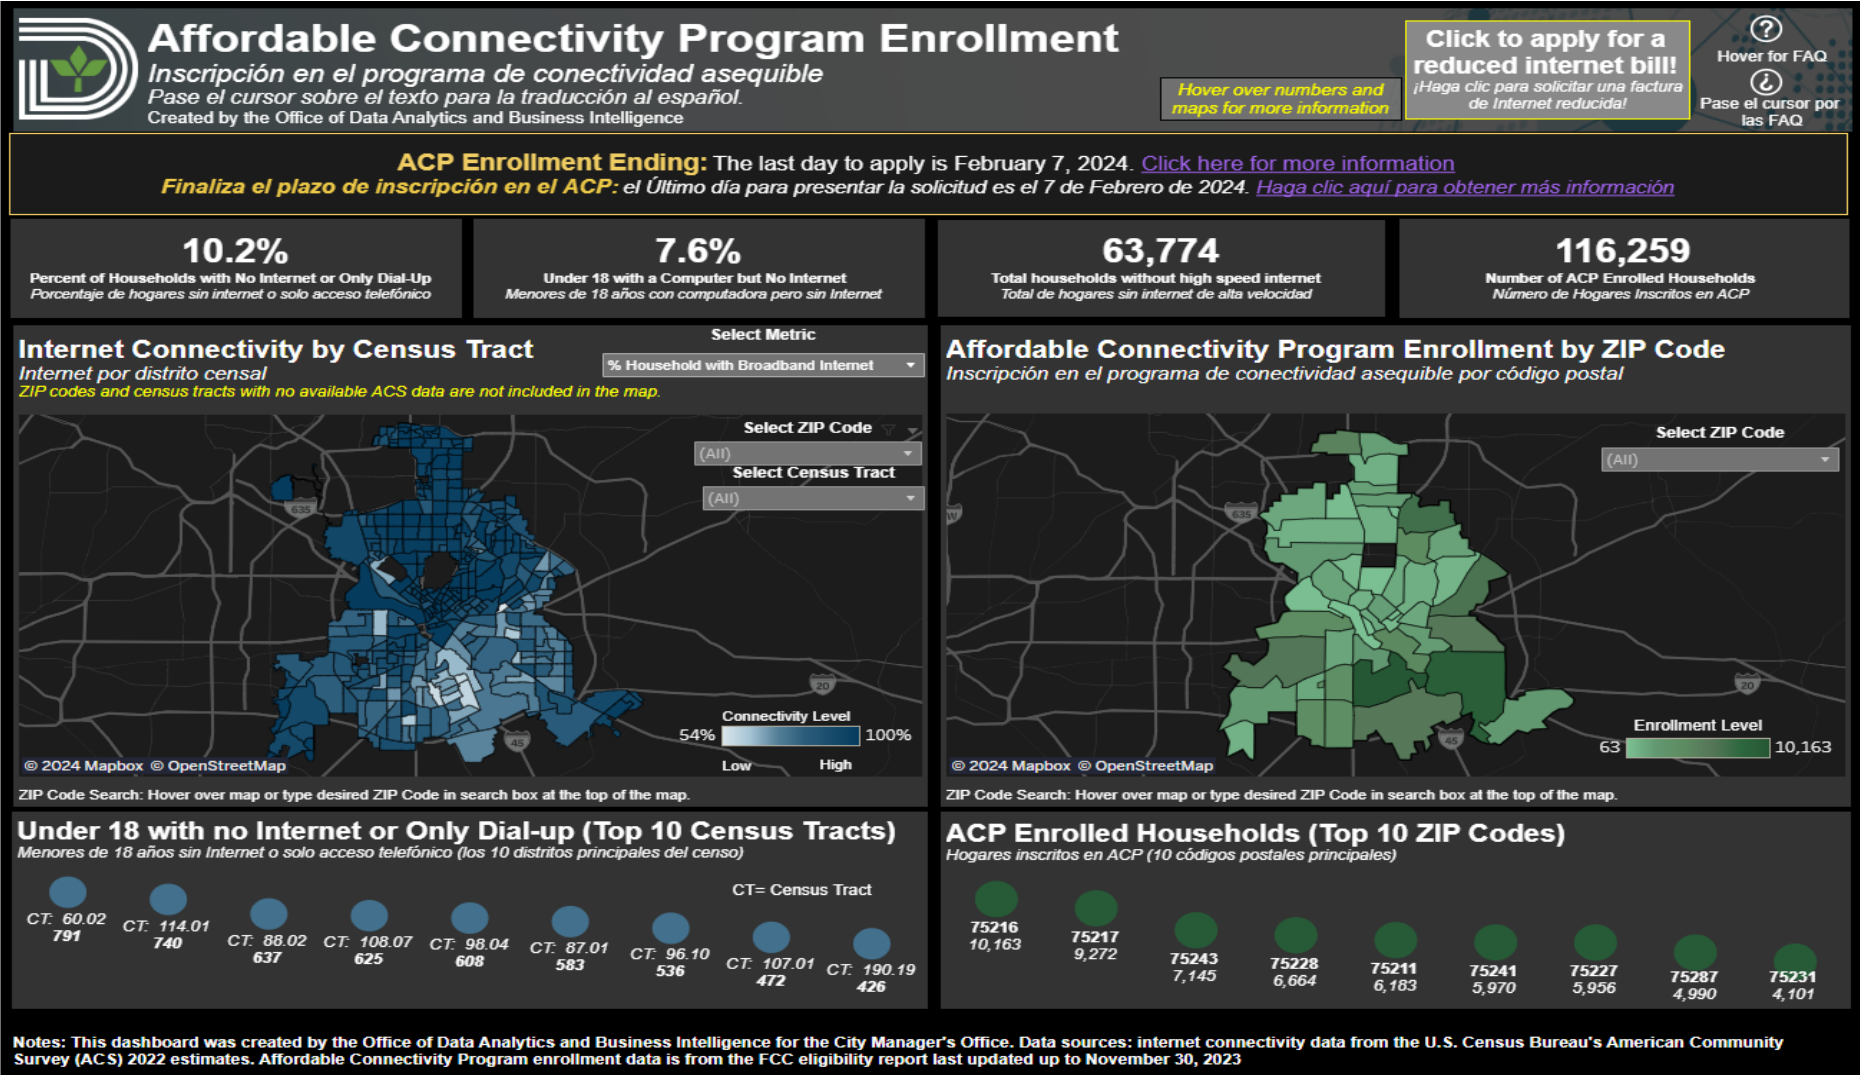 Affordable Connectivity Program Enrollment
Inscripción en el programa de conectividad asequible
Pase el cursor sobre el texto para la traducción al español.
Created by the Office of Data Analytics and Business Intelligence
Hover over numbers and
maps for more information
Click to apply for a
reduced internet bill!
¡Haga clic para solicitar una factura
de Internet reducida!
?
Hover for FAQ
¿
Pase el cursor por
las FAQ
ACP Enrollment Ending: The last day to apply is February 7, 2024. Click here for more information
Finaliza el plazo de inscripción en el ACP: el Último día para presentar la solicitud es el 7 de Febrero de 2024. Haga clic aquí para obtener más información
10.2%
Percent of Households with No Internet or Only Dial-Up
Porcentaje de hogares sin internet o solo acceso telefónico
7.6%
Under 18 with a Computer but No Internet
Menores de 18 años con computadora pero sin Internet
63,774
Total households without high speed internet
Total de hogares sin internet de alta velocidad
116,259
Number of ACP Enrolled Households
Número de Hogares Inscritos en ACP
Internet Connectivity by Census Tract
Internet por distrito censal
ZIP codes and census tracts with no available ACS data are not included in the map.
Select Metric
% Household with Broadband Internet
Select ZIP Code
(All)
Select Census Tract
(All)
635
20
45
Connectivity Level
54% 100%
Low High
© 2024 Mapbox © OpenStreetMap
ZIP Code Search: Hover over map or type desired ZIP Code in search box at the top of the map.
Affordable Connectivity Program Enrollment by ZIP Code
Inscripción en el programa de conectividad asequible por código postal
Select ZIP Code
(All)
W
635
20
45
Enrollment Level
63 10,163
© 2024 Mapbox © OpenStreetMap
ZIP Code Search: Hover over map or type desired ZIP Code in search box at the top of the map.
Under 18 with no Internet or Only Dial-up (Top 10 Census Tracts)
Menores de 18 años sin Internet o solo acceso telefónico (los 10 distritos principales del censo)
CT= Census Tract
CT: 60.02
791
CT: 114.01
740
CT: 88.02
637
CT: 108.07
625
CT: 98.04
608
CT: 87.01
583
CT: 96.10
536
CT: 107.01
472
CT: 190.19
426
ACP Enrolled Households (Top 10 ZIP Codes)
Hogares inscritos en ACP (10 códigos postales principales)
75216
10,163
75217
9,272
75243
7,145
75228
6,664
75211
6,183
75241
5,970
75227
5,956
75287
4,990
75231
4,101
Notes: This dashboard was created by the Office of Data Analytics and Business Intelligence for the City Manager's Office. Data sources: internet connectivity data from the U.S. Census Bureau's American Community
Survey (ACS) 2022 estimates. Affordable Connectivity Program enrollment data is from the FCC eligibility report last updated up to November 30, 2023